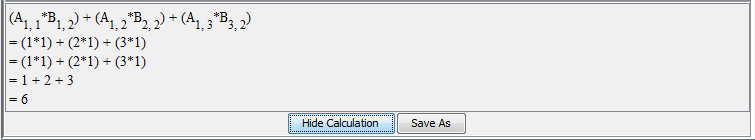 (A1, 1*B1, 2) + (A1, 2*B2, 2) + (A1, 3*B3, 2)
= (1*1) + (2*1) + (3*1)
= (1*1) + (2*1) + (3*1)
= 1 + 2 + 3
= 6
Hide Calculation Save As